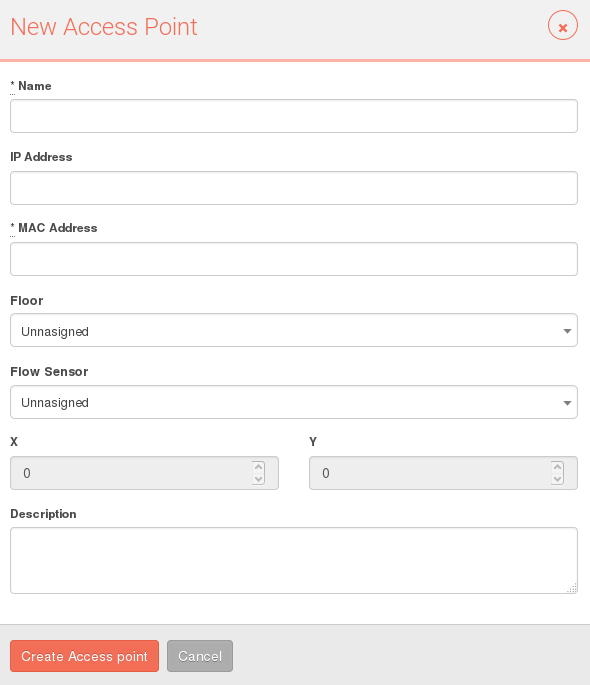 New Access Point
* Name
IP Address
* MAC Address
Floor
Unnasigned
Flow Sensor
Unnasigned
X Y
0 0
Description
Create Access point Cancel